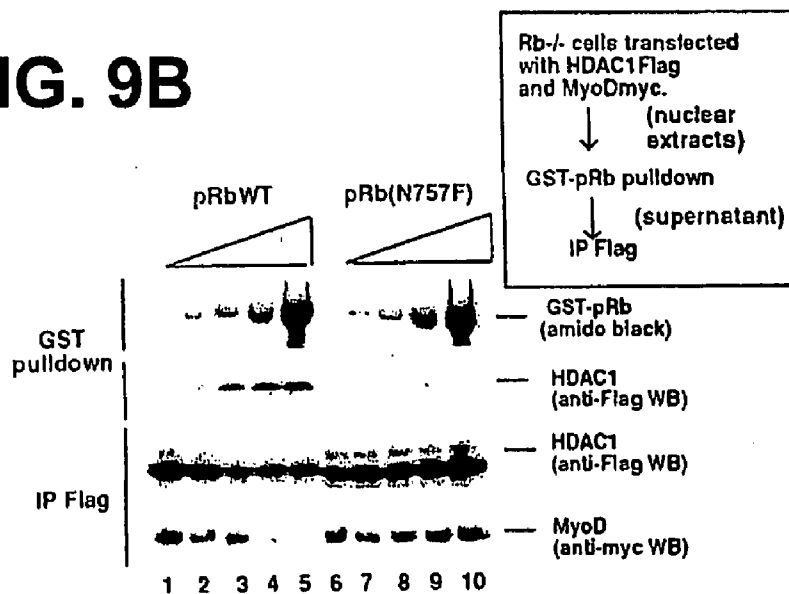 IG. 9B
Rb-/- cells transfected
with HDAC1Flag
and MyoDmyc.
(nuclear
extracts)
GST-pRb pulldown
(supernatant)
IP Flag
pRbWT
pRb(N757F)
GST
pulldown
GST-pRb
(amido black)
HDAC1
(anti-Flag WB)
IP Flag
HDAC1
(anti-Flag WB)
MyoD
(anti-myc WB)
1 2 3 4 5 6 7 8 9 10